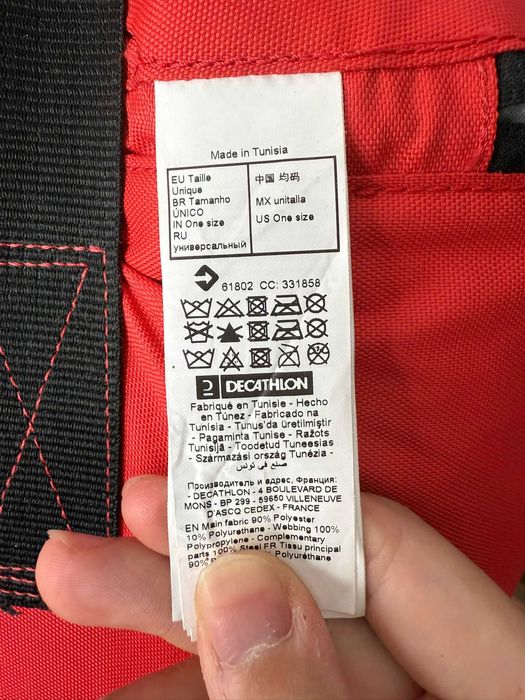 Made in Tunisia
EU Taille
Unique
BR Tamanho
ÚNICO
IN One size
RU
универсальный
中国 均码
MX unitalla
US One size
61802 CC: 331858
DECATHLON
Fabriqué en Tunisie - Hecho
en Túnez - Fabricado na
Tunisia - Tunus'da üretilmiştir
- Pagaminta Tunise - Ražots
Tunisijā - Toodetud Tuneesias
- Származási ország Tunézia -
صنع في تونس
Производитель и адрес, Франция:
- DECATHLON - 4 BOULEVARD DE
MONS - BP 299 - 59650 VILLENEUVE
D'ASCQ CEDEX - FRANCE
EN Main fabric 90% Polyester
10% Polyurethane - Webbing 100%
Polypropylene - Complementary
parts 100% Steel FR Tissu principal
90% Polyuréthane